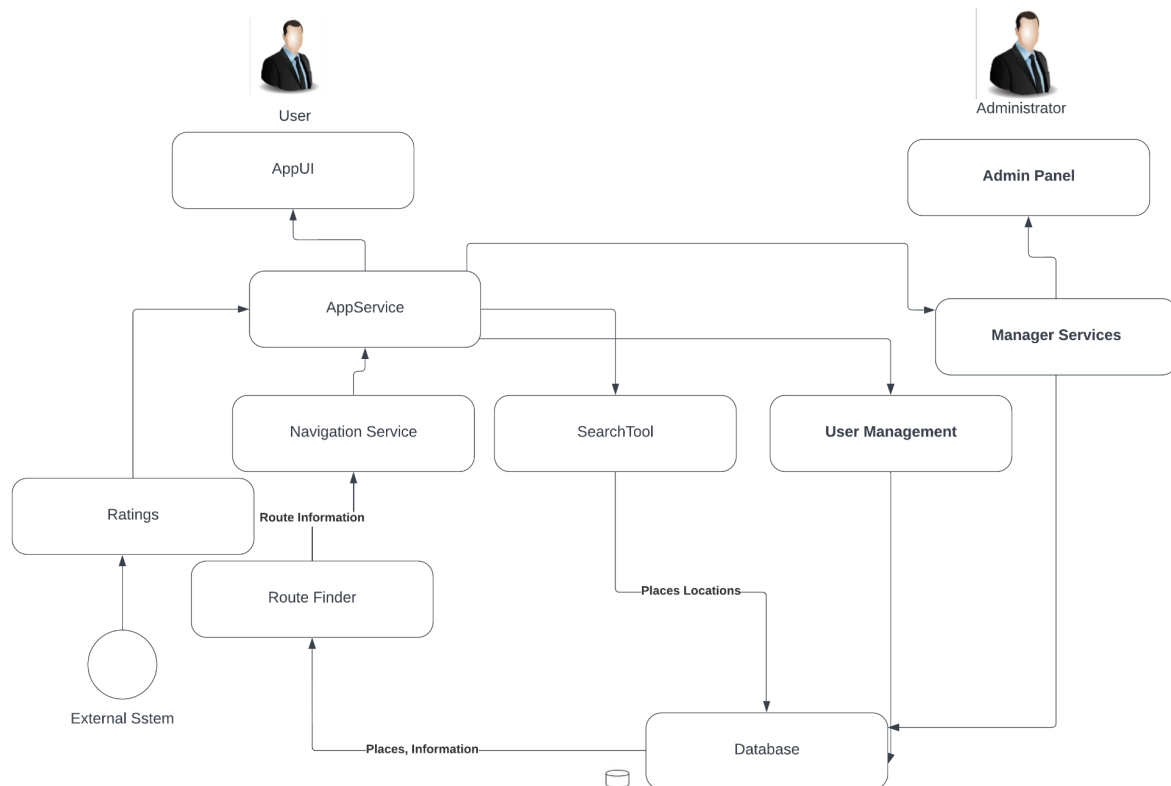 User
Administrator
AppUI
Admin Panel
AppService
Manager Services
Navigation Service
SearchTool
User Management
Ratings
Route Information
Route Finder
Places Locations
External Sstem
Places, Information
Database